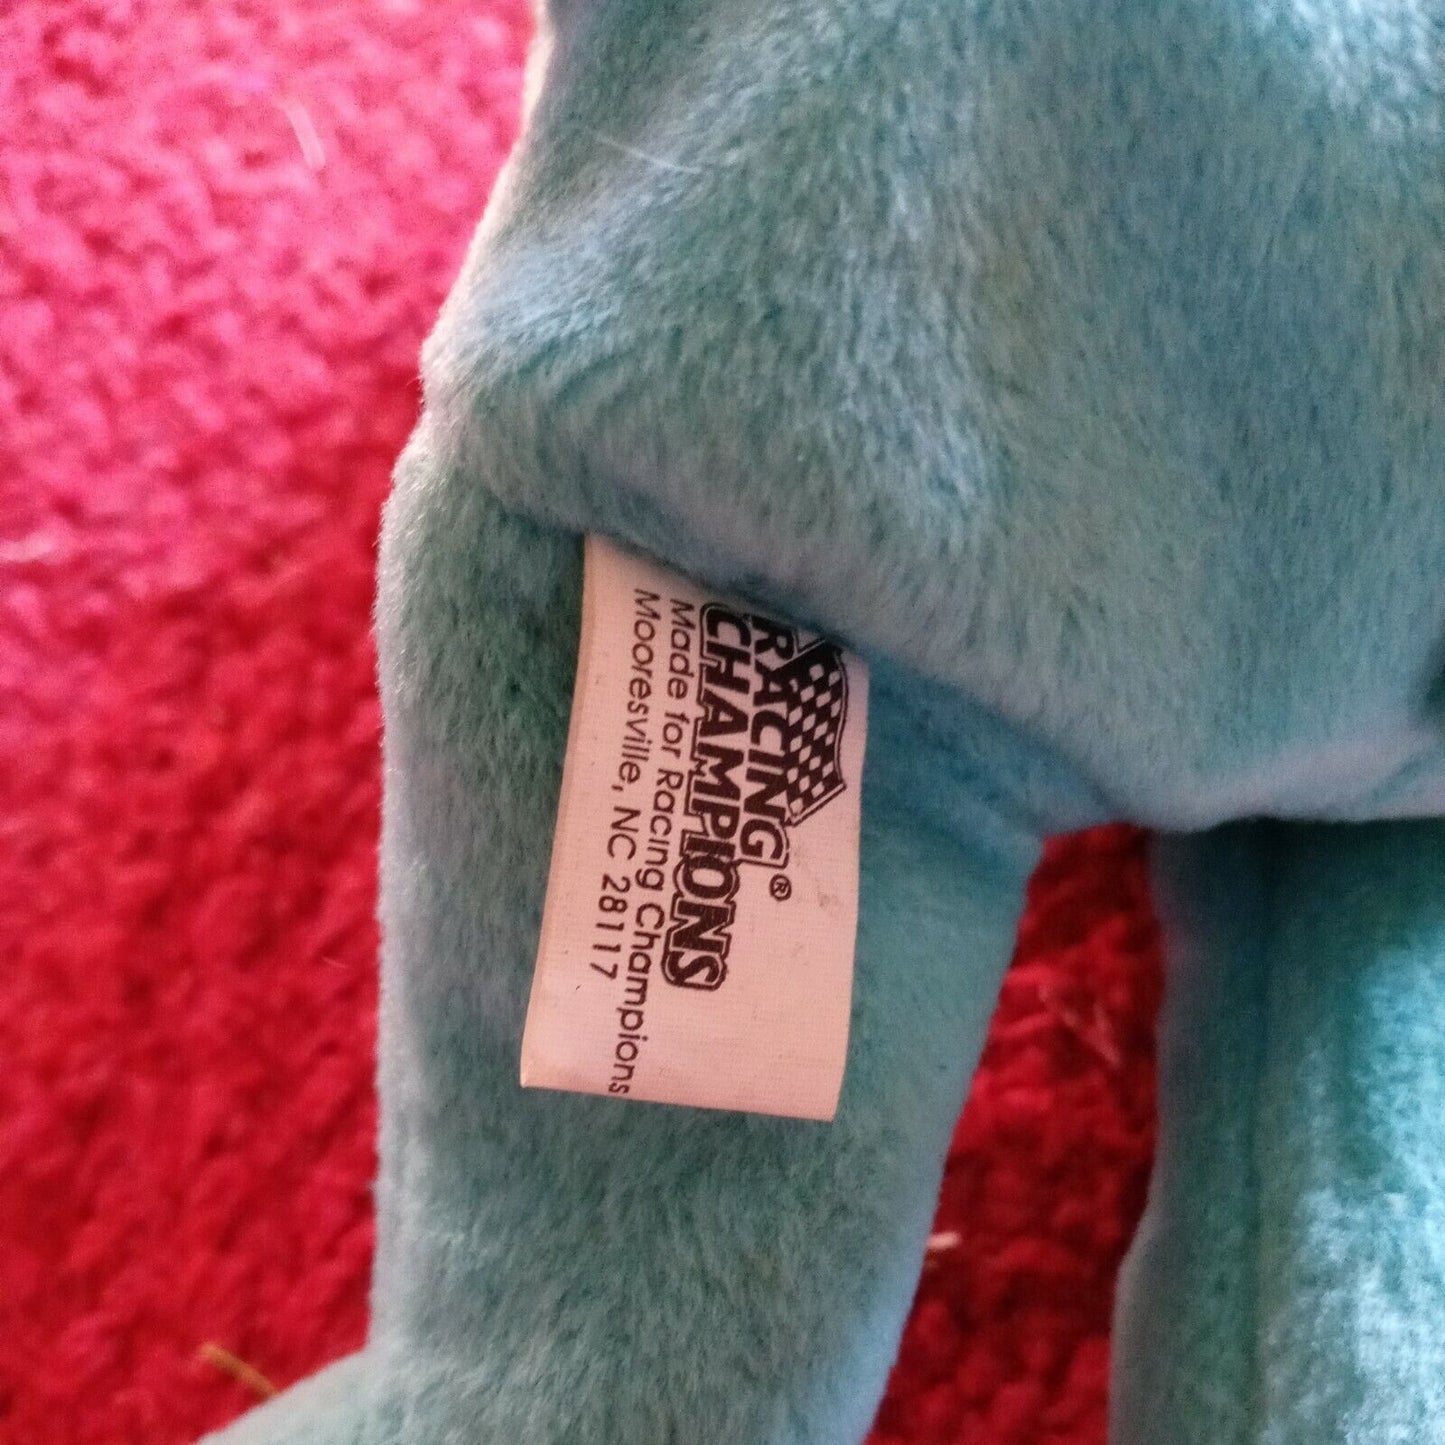 RACING
CHAMPIONS®
Made for Racing Champions
Mooresville, NC 28117